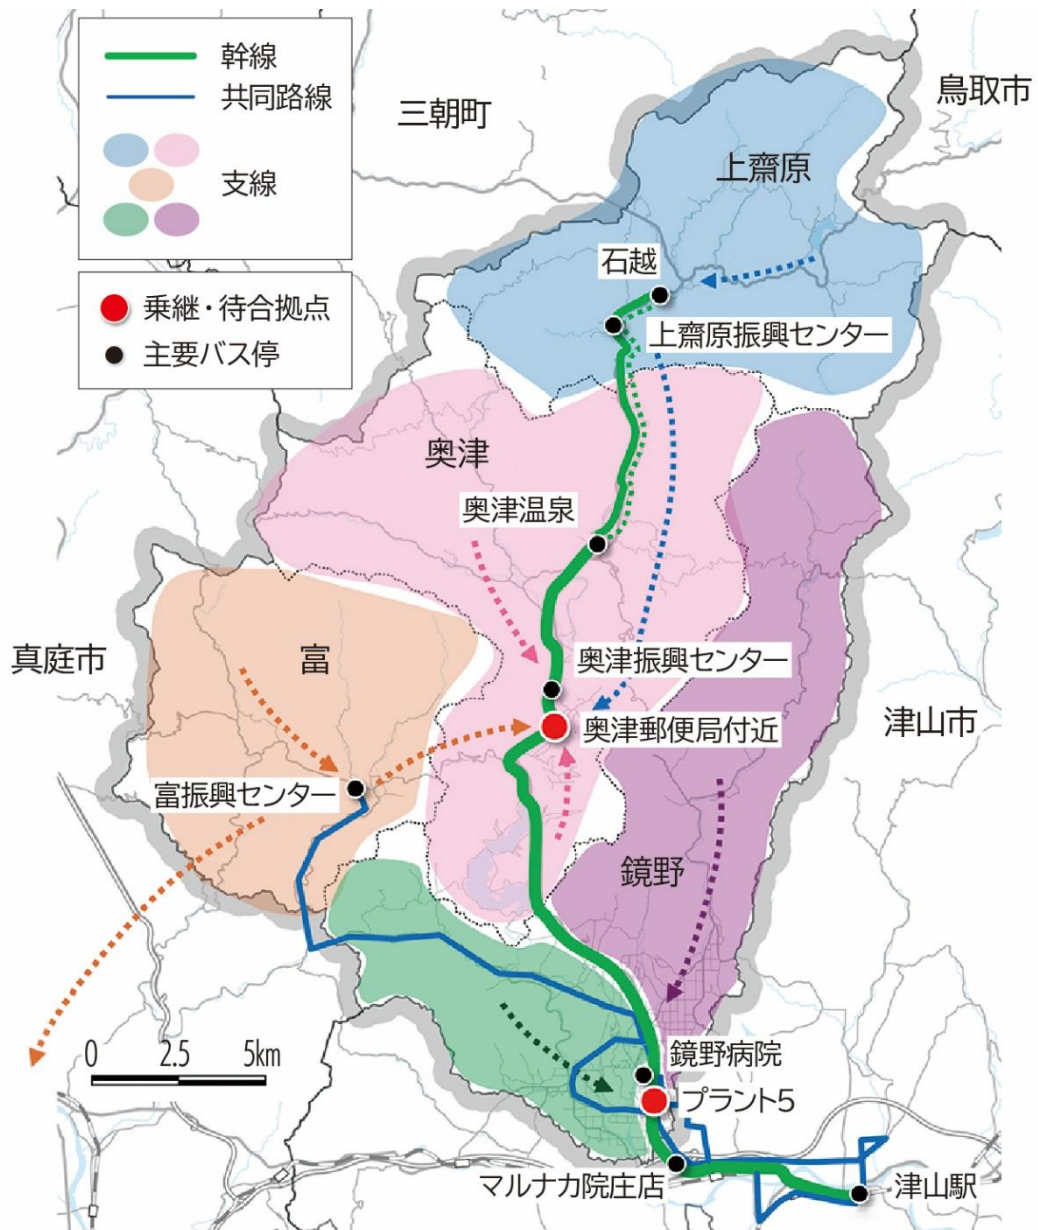 幹線
共同路線
支線
乗継・待合拠点
主要バス停
三朝町
鳥取市
上齋原
石越
上齋原振興センター
奥津
奥津温泉
真庭市
富
奥津振興センター
奥津郵便局付近
津山市
富振興センター
鏡野
0 2.5 5km
鏡野病院
プラント5
マルナカ院庄店
津山駅